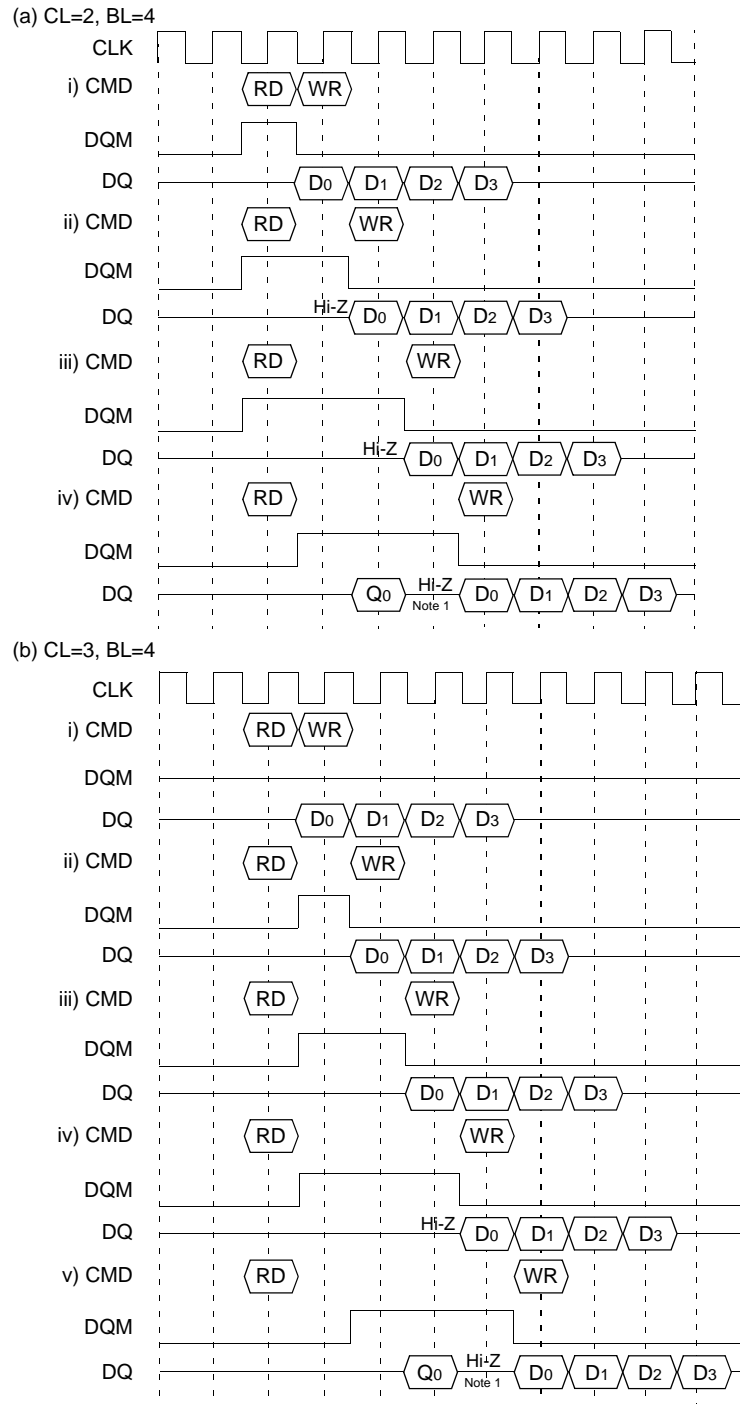 (a) CL=2, BL=4
CLK
i) CMD RD WR
DQM
DQ D0 D1 D2 D3
ii) CMD RD WR
DQM
DQ Hi-Z D0 D1 D2 D3
iii) CMD RD WR
DQM
DQ Hi-Z D0 D1 D2 D3
iv) CMD RD WR
DQM
DQ Q0 Hi-Z D0 D1 D2 D3
Note 1
(b) CL=3, BL=4
CLK
i) CMD RD WR
DQM
DQ D0 D1 D2 D3
ii) CMD RD WR
DQM
DQ D0 D1 D2 D3
iii) CMD RD WR
DQM
DQ D0 D1 D2 D3
iv) CMD RD WR
DQM
DQ Hi-Z D0 D1 D2 D3
v) CMD RD WR
DQM
DQ Q0 Hi-Z D0 D1 D2 D3
Note 1